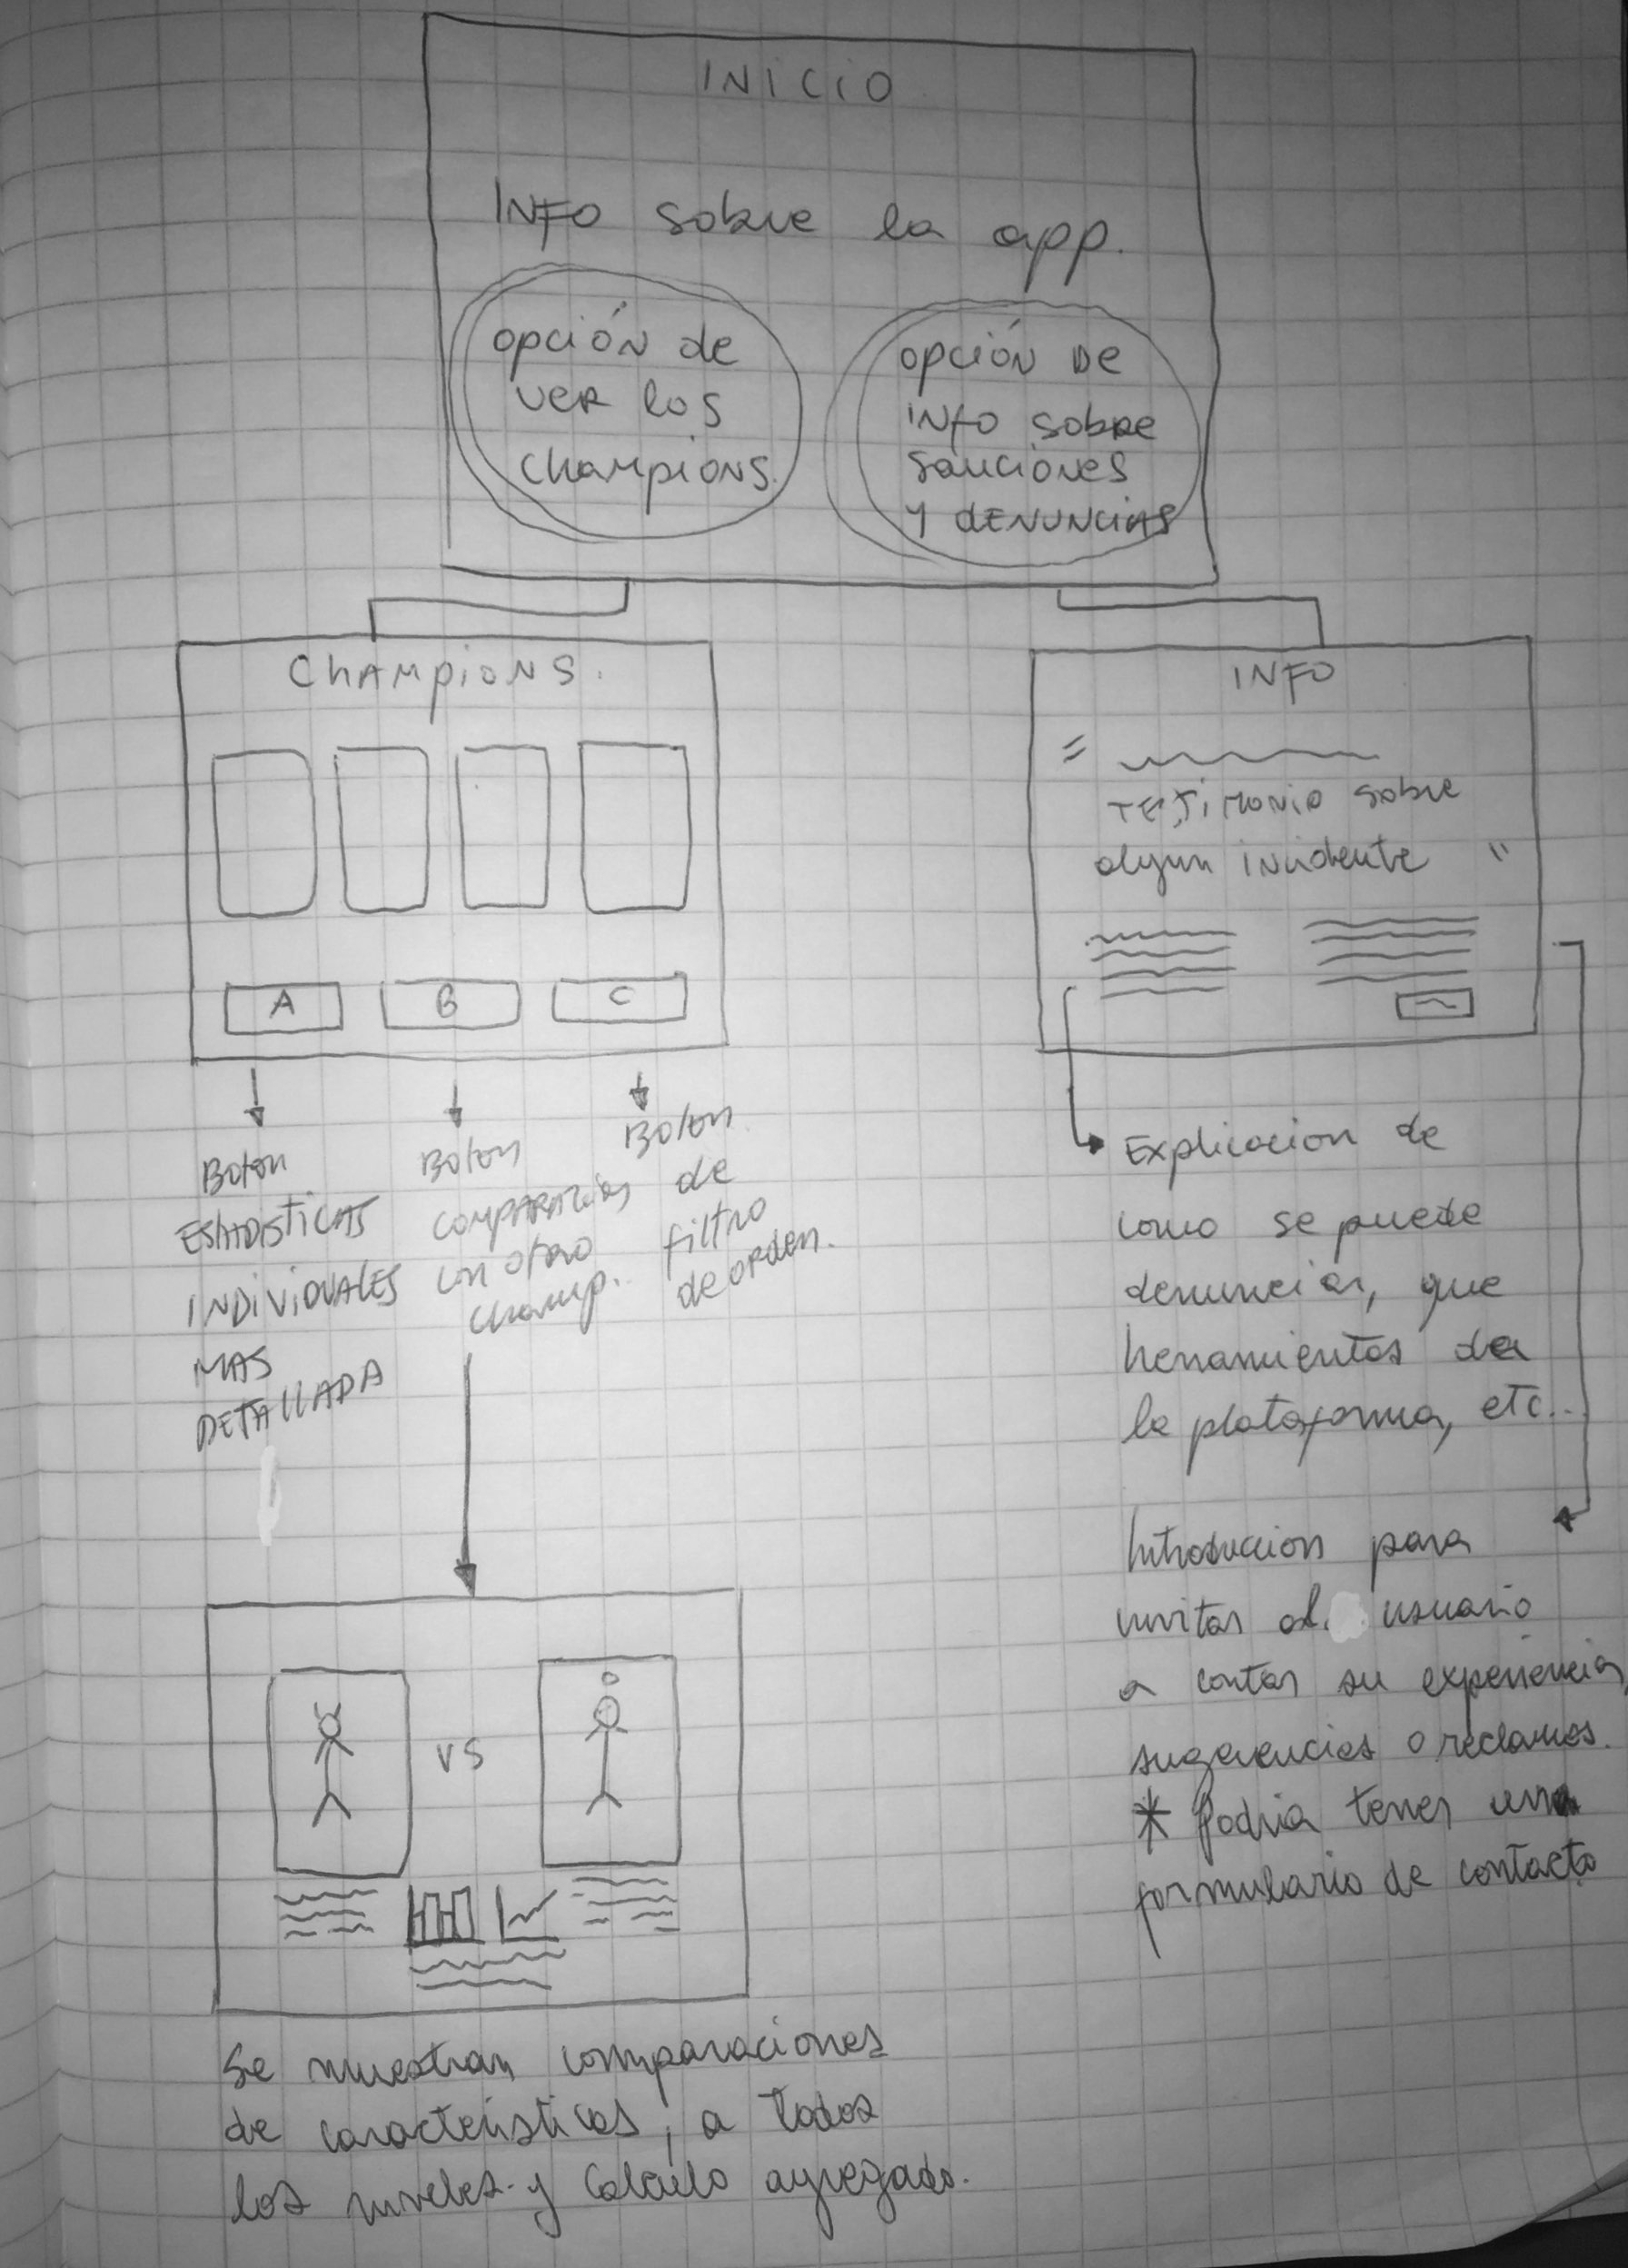 INICIO
INFO sobre la app.
opción de
ver los
champions.
opción de
info sobre
sanciones
y denuncias
Champions.
A
B
C
Boton
estadisticas
individuales
mas
detallada
Boton
comparacion
con otro
champ.
Boton
de
filtro
de orden.
Se muestran comparaciones
de caracteristicas, a todos
los niveles y calculo agregado.
VS
INFO
" Testimonio sobre
algun incidente "
Explicacion de
como se puede
denunciar, que
herramientas da
la plataforma, etc...
Introduccion para
invitar al usuario
a contar su experiencia,
sugerencias o reclamos.
* Podria tener un
formulario de contacto